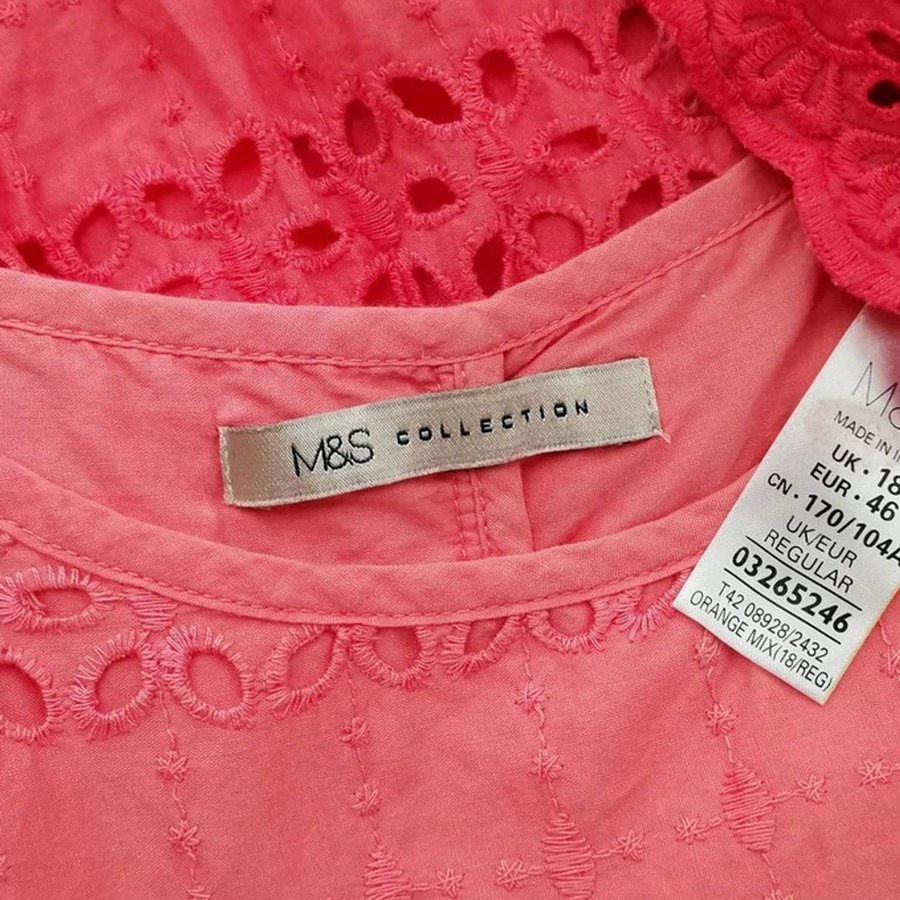 M&S COLLECTION
M&
MADE IN I
UK · 18
EUR · 46
CN · 170/104A
UK/EUR
REGULAR
03265246
T42 08928/2432
ORANGE MIX(18/REG)